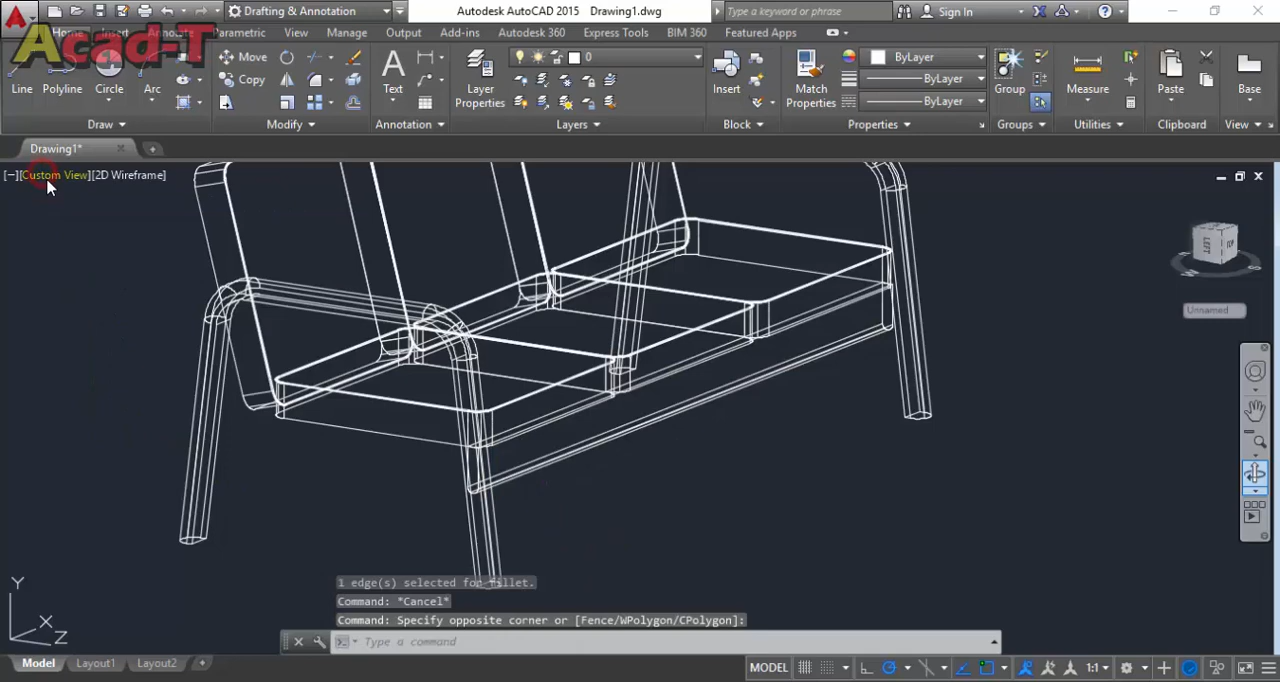 Drafting & Annotation
Autodesk AutoCAD 2015 Drawing1.dwg
Type a keyword or phrase
Sign In
Acad-T
Home Insert Annotate Parametric View Manage Output Add-ins Autodesk 360 Express Tools BIM 360 Featured Apps
Move
Copy
0
ByLayer
ByLayer
ByLayer
Line Polyline Circle Arc Text Layer Properties Insert Match Properties Group Measure Paste Base
Draw Modify Annotation Layers Block Properties Groups Utilities Clipboard View
Drawing1*
[−][Custom View][2D Wireframe]
LEFT
TOP
Unnamed
Y
X
Z
1 edge(s) selected for fillet.
Command: *Cancel*
Command: Specify opposite corner or [Fence/WPolygon/CPolygon]:
Type a command
Model Layout1 Layout2 +
MODEL 1:1